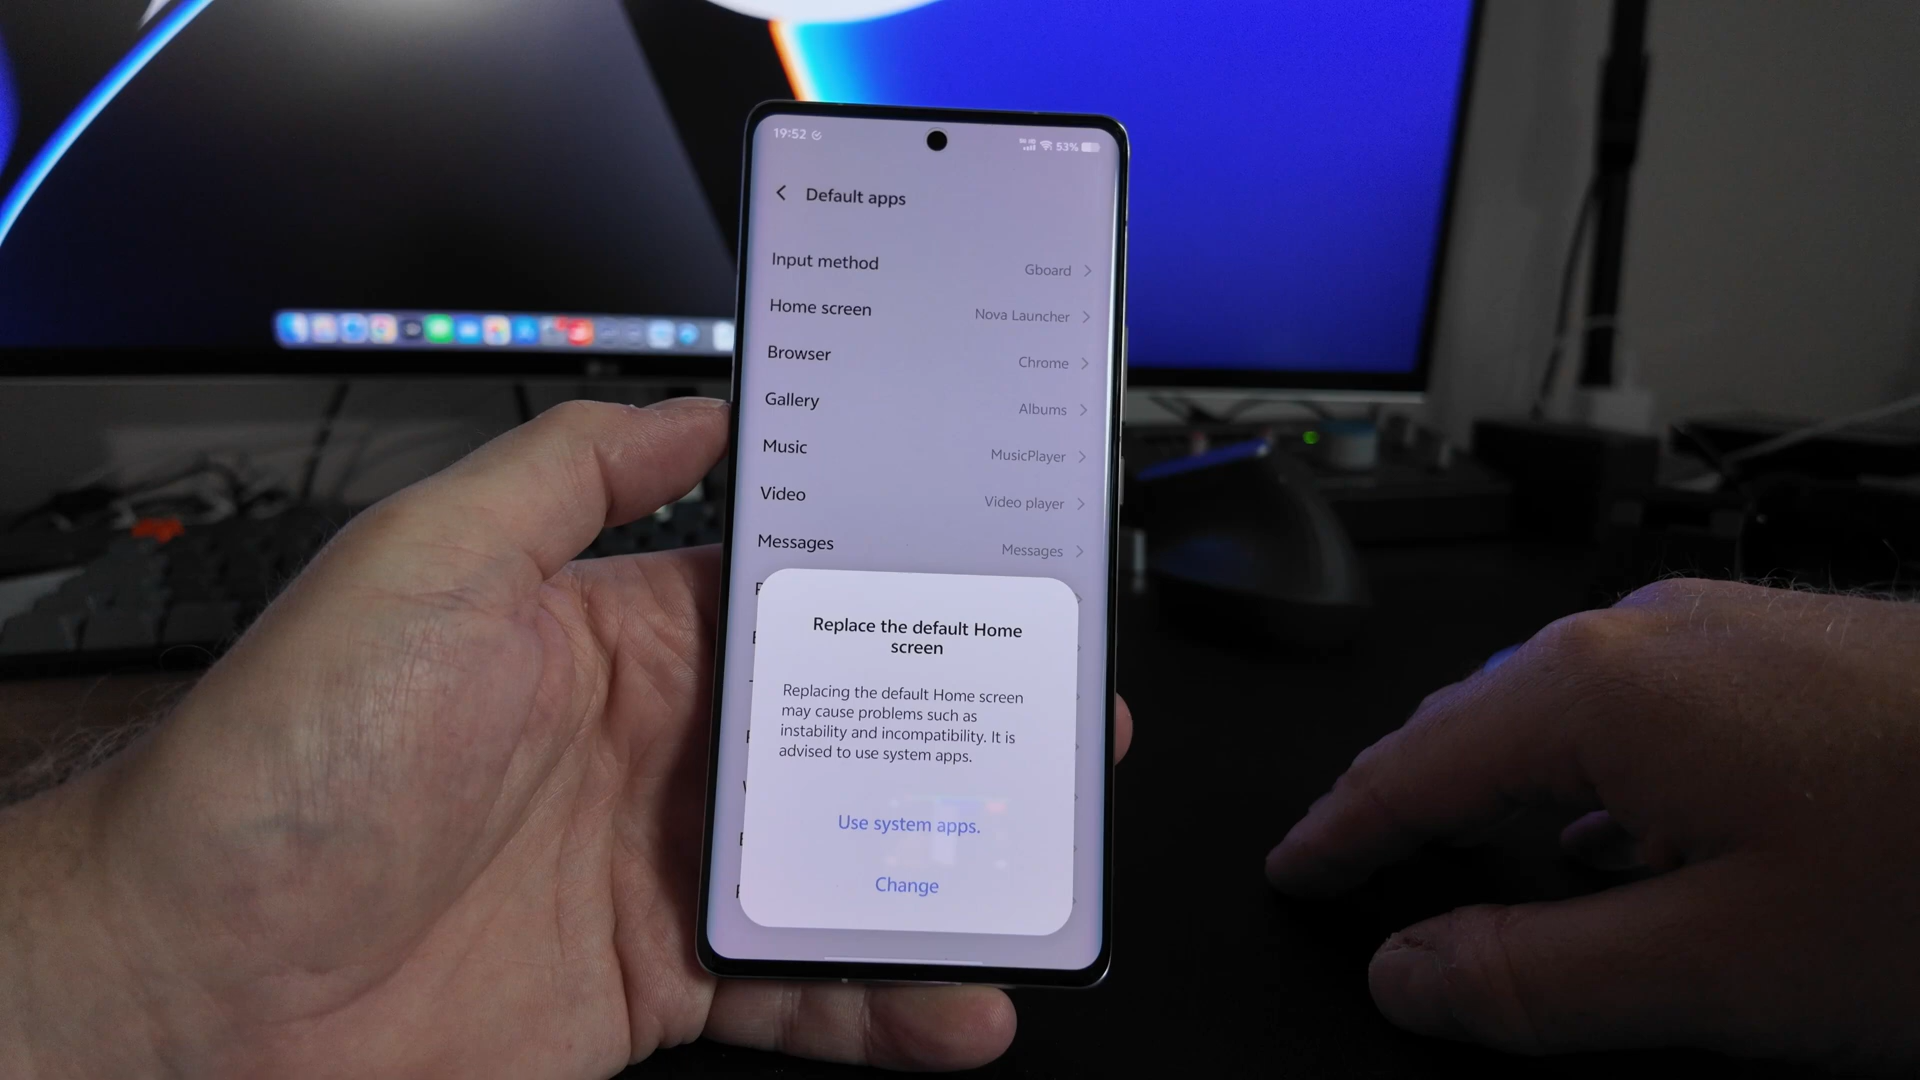 19:52
53%
Default apps
Input method Gboard
Home screen Nova Launcher
Browser Chrome
Gallery Albums
Music MusicPlayer
Video Video player
Messages Messages
Replace the default Home
screen
Replacing the default Home screen
may cause problems such as
instability and incompatibility. It is
advised to use system apps.
Use system apps.
Change